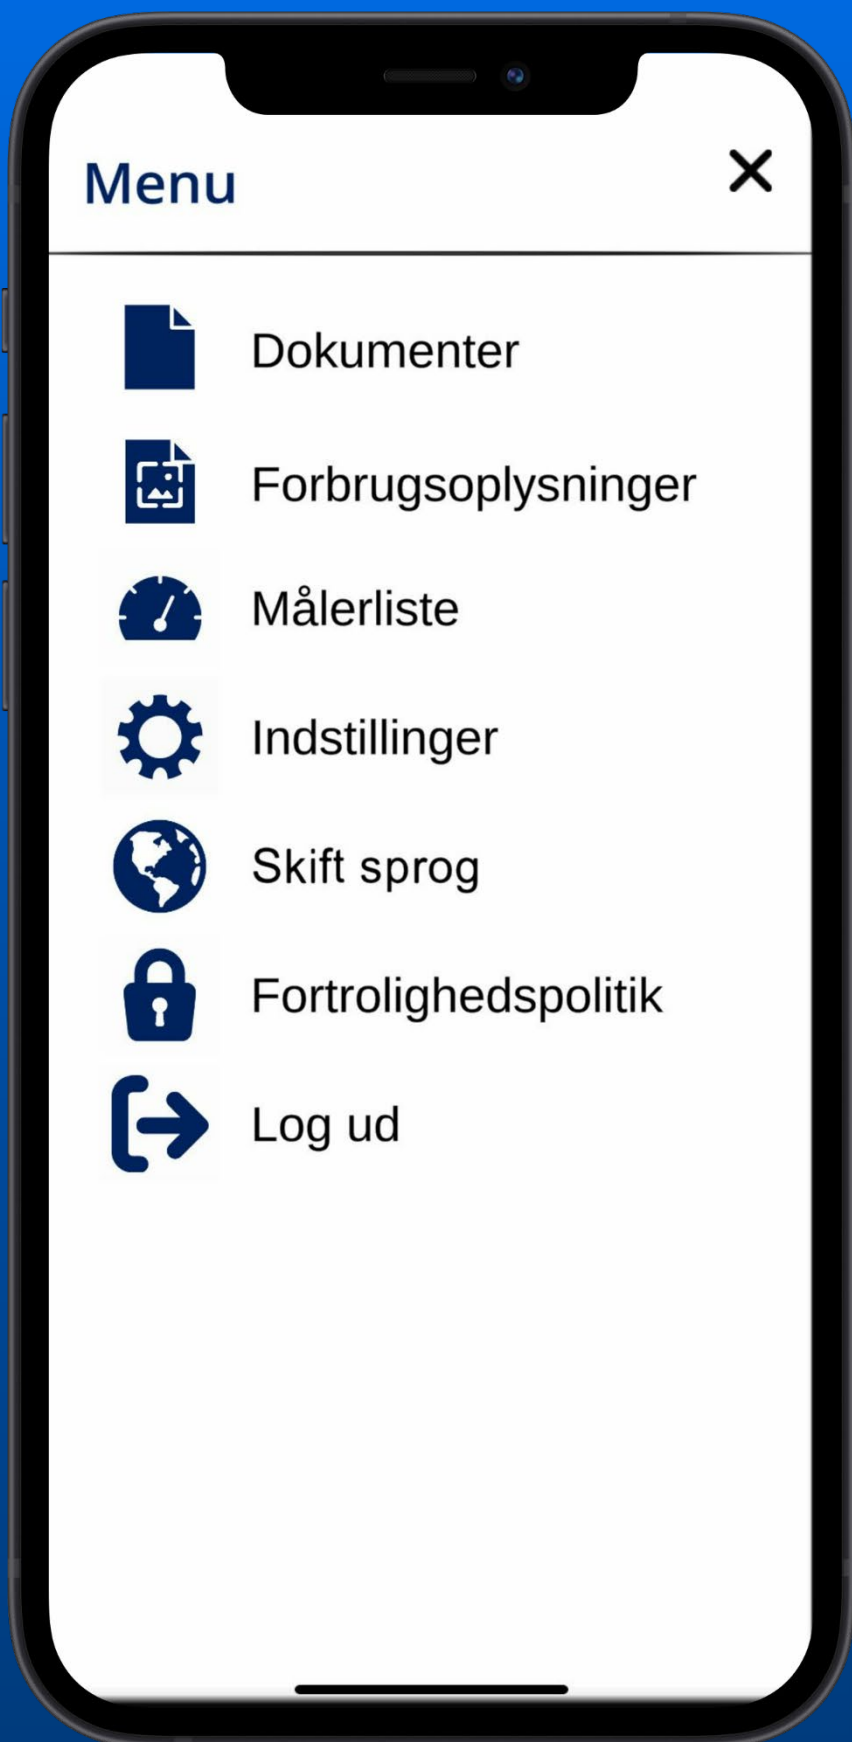 Menu
Dokumenter
Forbrugsoplysninger
Målerliste
Indstillinger
Skift sprog
Fortrolighedspolitik
Log ud